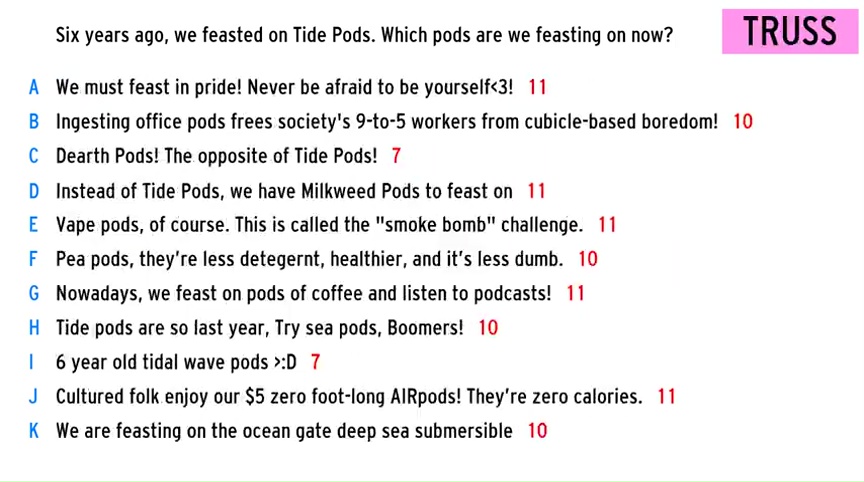 Six years ago, we feasted on Tide Pods. Which pods are we feasting on now?
TRUSS
A We must feast in pride! Never be afraid to be yourself<3! 11
B Ingesting office pods frees society's 9-to-5 workers from cubicle-based boredom! 10
C Dearth Pods! The opposite of Tide Pods! 7
D Instead of Tide Pods, we have Milkweed Pods to feast on 11
E Vape pods, of course. This is called the "smoke bomb" challenge. 11
F Pea pods, they're less detegernt, healthier, and it's less dumb. 10
G Nowadays, we feast on pods of coffee and listen to podcasts! 11
H Tide pods are so last year, Try sea pods, Boomers! 10
I 6 year old tidal wave pods >:D 7
J Cultured folk enjoy our $5 zero foot-long AIRpods! They're zero calories. 11
K We are feasting on the ocean gate deep sea submersible 10